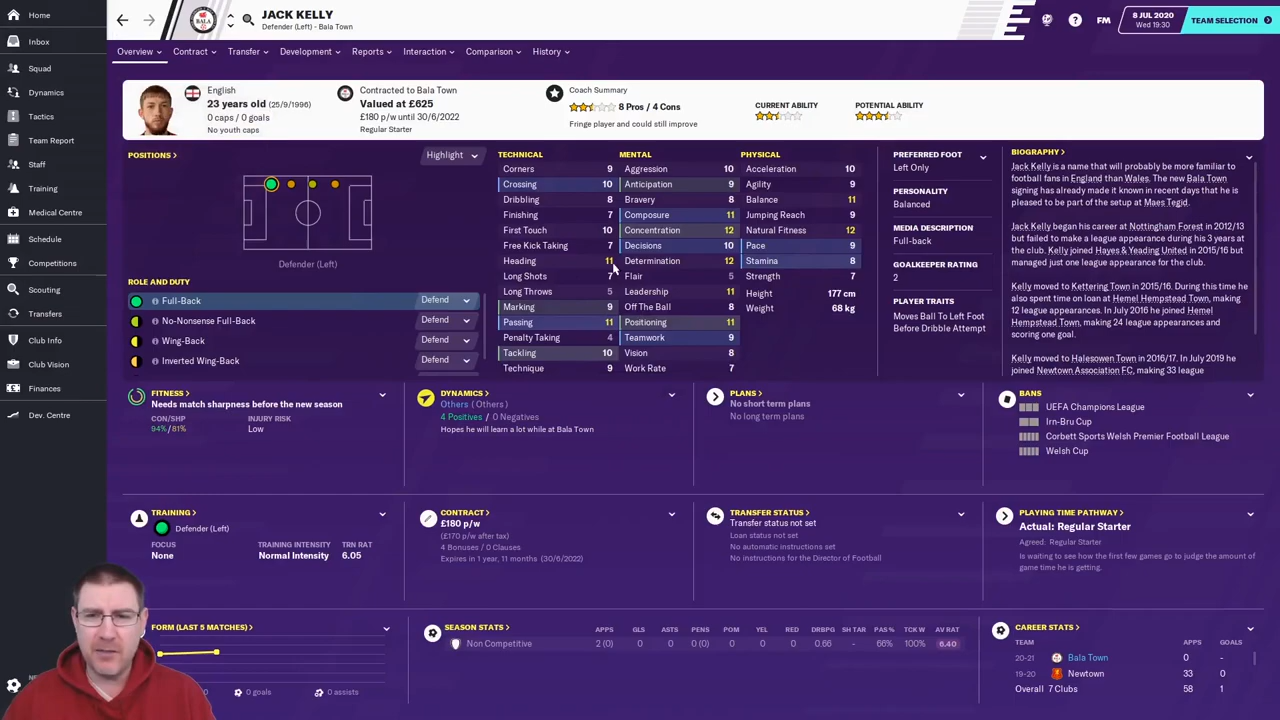 Home
Inbox
Squad
Dynamics
Tactics
Team Report
Staff
Training
Medical Centre
Schedule
Competitions
Scouting
Transfers
Club Info
Club Vision
Finances
Dev. Centre
BALA
JACK KELLY
Defender (Left) - Bala Town
?
FM
8 JUL 2020
Wed 19:30
TEAM SELECTION
Overview
Contract
Transfer
Development
Reports
Interaction
Comparison
History
English
23 years old (25/9/1996)
0 caps / 0 goals
No youth caps
Contracted to Bala Town
Valued at £625
£180 p/w until 30/6/2022
Regular Starter
Coach Summary
8 Pros / 4 Cons
Fringe player and could still improve
CURRENT ABILITY
POTENTIAL ABILITY
POSITIONS
Highlight
Defender (Left)
ROLE AND DUTY
Full-Back Defend
No-Nonsense Full-Back Defend
Wing-Back Defend
Inverted Wing-Back Defend
TECHNICAL
Corners 9
Crossing 10
Dribbling 8
Finishing 7
First Touch 10
Free Kick Taking 7
Heading 11
Long Shots 7
Long Throws 5
Marking 9
Passing 11
Penalty Taking 4
Tackling 10
Technique 9
MENTAL
Aggression 10
Anticipation 9
Bravery 8
Composure 11
Concentration 12
Decisions 10
Determination 12
Flair 5
Leadership 11
Off The Ball 8
Positioning 11
Teamwork 9
Vision 8
Work Rate 7
PHYSICAL
Acceleration 10
Agility 9
Balance 11
Jumping Reach 9
Natural Fitness 12
Pace 9
Stamina 8
Strength 7
Height 177 cm
Weight 68 kg
PREFERRED FOOT
Left Only
PERSONALITY
Balanced
MEDIA DESCRIPTION
Full-back
GOALKEEPER RATING
2
PLAYER TRAITS
Moves Ball To Left Foot
Before Dribble Attempt
BIOGRAPHY
Jack Kelly is a name that will probably be more familiar to
football fans in England than Wales. The new Bala Town
signing has already made it known in recent days that he is
pleased to be part of the setup at Maes Tegid.
Jack Kelly began his career at Nottingham Forest in 2012/13
but failed to make a league appearance during his 3 years at
the club. Kelly joined Hayes & Yeading United in 2015/16
but managed just one league appearance for the club.
Kelly moved to Kettering Town in 2015/16. During this time he
also spent time on loan at Hemel Hempstead Town, making
12 league appearances. In July 2016 he joined Hemel
Hempstead Town, making 24 league appearances and
scoring one goal.
Kelly moved to Halesowen Town in 2016/17. In July 2019 he
joined Newtown Association FC, making 33 league
FITNESS
Needs match sharpness before the new season
CON/SHP
94%/81%
INJURY RISK
Low
DYNAMICS
Others ( Others )
4 Positives / 0 Negatives
Hopes he will learn a lot while at Bala Town
PLANS
No short term plans
No long term plans
BANS
UEFA Champions League
Irn-Bru Cup
Corbett Sports Welsh Premier Football League
Welsh Cup
TRAINING
Defender (Left)
FOCUS
None
TRAINING INTENSITY
Normal Intensity
TRN RAT
6.05
CONTRACT
£180 p/w
(£170 p/w after tax)
4 Bonuses / 0 Clauses
Expires in 1 year, 11 months (30/6/2022)
TRANSFER STATUS
Transfer status not set
Loan status not set
No automatic instructions set
No instructions for the Director of Football
PLAYING TIME PATHWAY
Actual: Regular Starter
Agreed: Regular Starter
Is waiting to see how the first few games go to judge the amount of
game time he is getting.
FORM (LAST 5 MATCHES)
0 goals
0 assists
SEASON STATS
APPS GLS ASTS PENS POM YEL RED DRBPG SH TAR PAS % TCK W AV RAT
Non Competitive 2 (0) 0 0 0 (0) 0 0 0 0.66 - 66% 100% 6.40
CAREER STATS
TEAM APPS GOALS
20-21 Bala Town 0 -
19-20 Newtown 33 0
Overall 7 Clubs 58 1